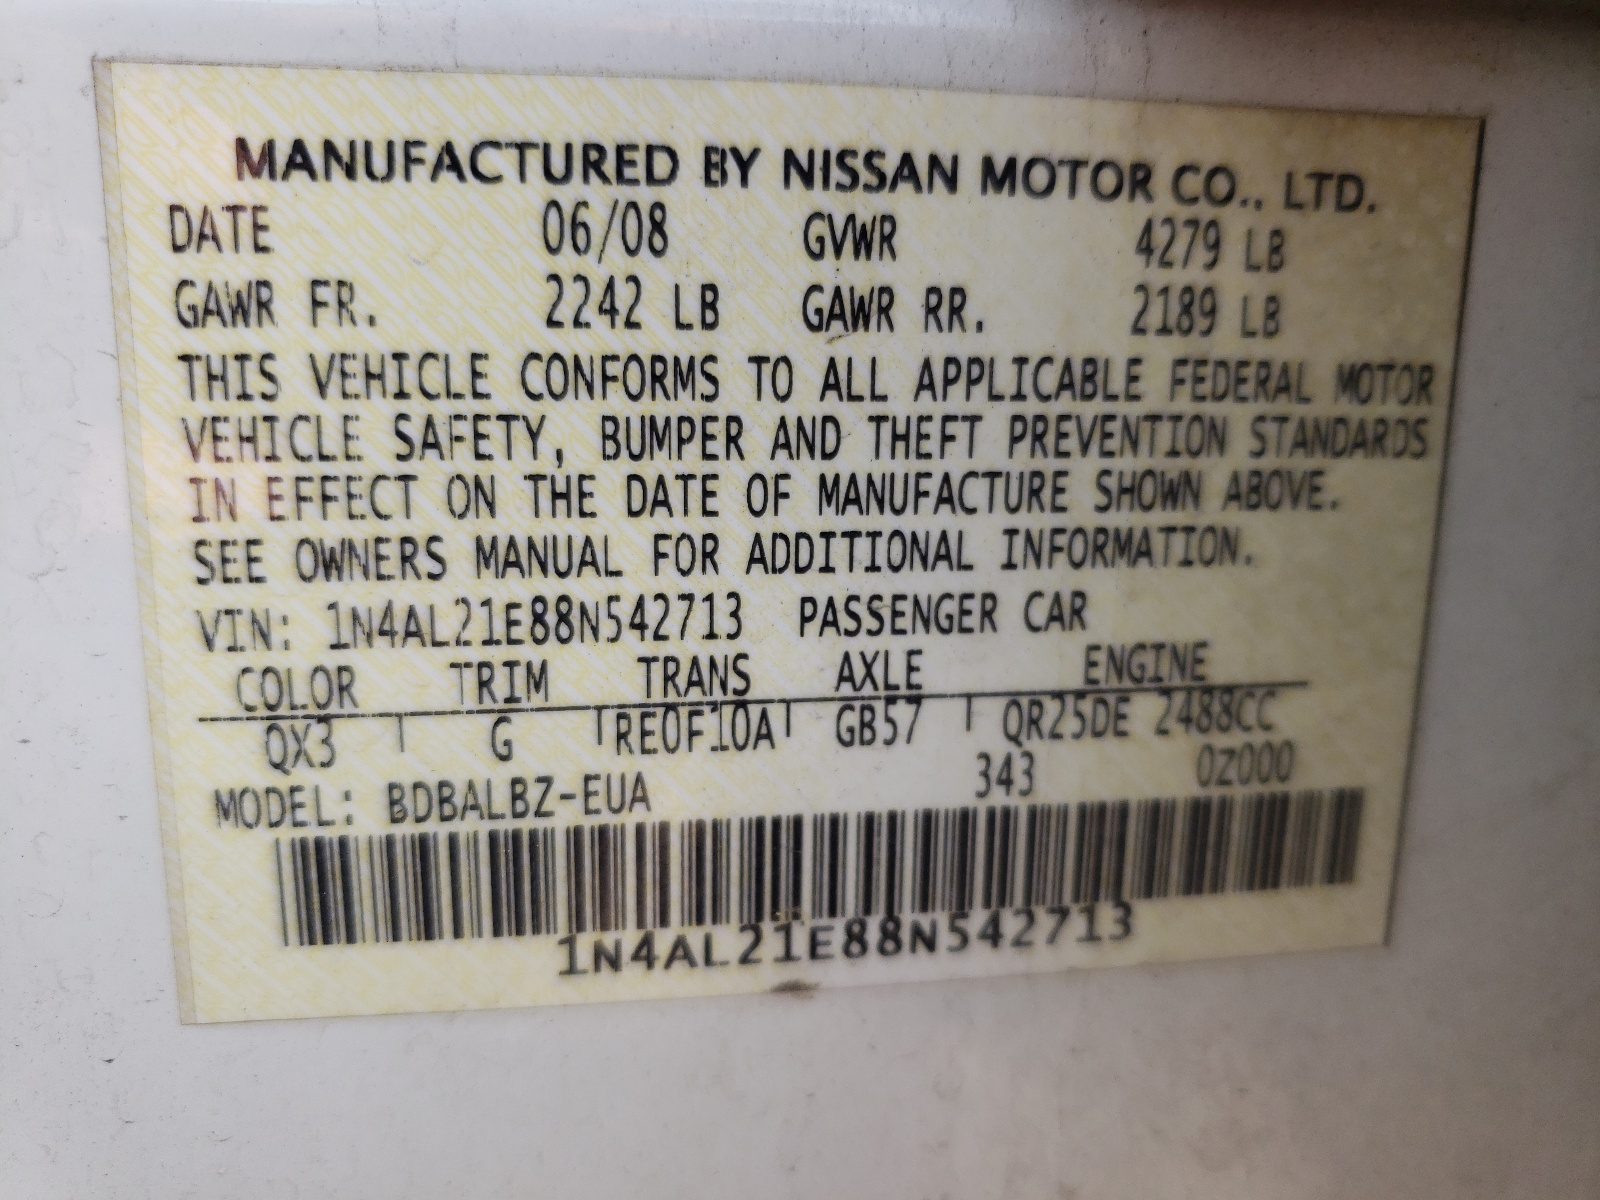 MANUFACTURED BY NISSAN MOTOR CO., LTD.
DATE 06/08 GVWR 4279 LB
GAWR FR. 2242 LB GAWR RR. 2189 LB
THIS VEHICLE CONFORMS TO ALL APPLICABLE FEDERAL MOTOR
VEHICLE SAFETY, BUMPER AND THEFT PREVENTION STANDARDS
IN EFFECT ON THE DATE OF MANUFACTURE SHOWN ABOVE.
SEE OWNERS MANUAL FOR ADDITIONAL INFORMATION.
VIN: 1N4AL21E88N542713 PASSENGER CAR
COLOR TRIM TRANS AXLE ENGINE
QX3 G RE0F10A GB57 QR25DE 2488CC
MODEL: BDBALBZ-EUA 343 0Z000
1N4AL21E88N542713